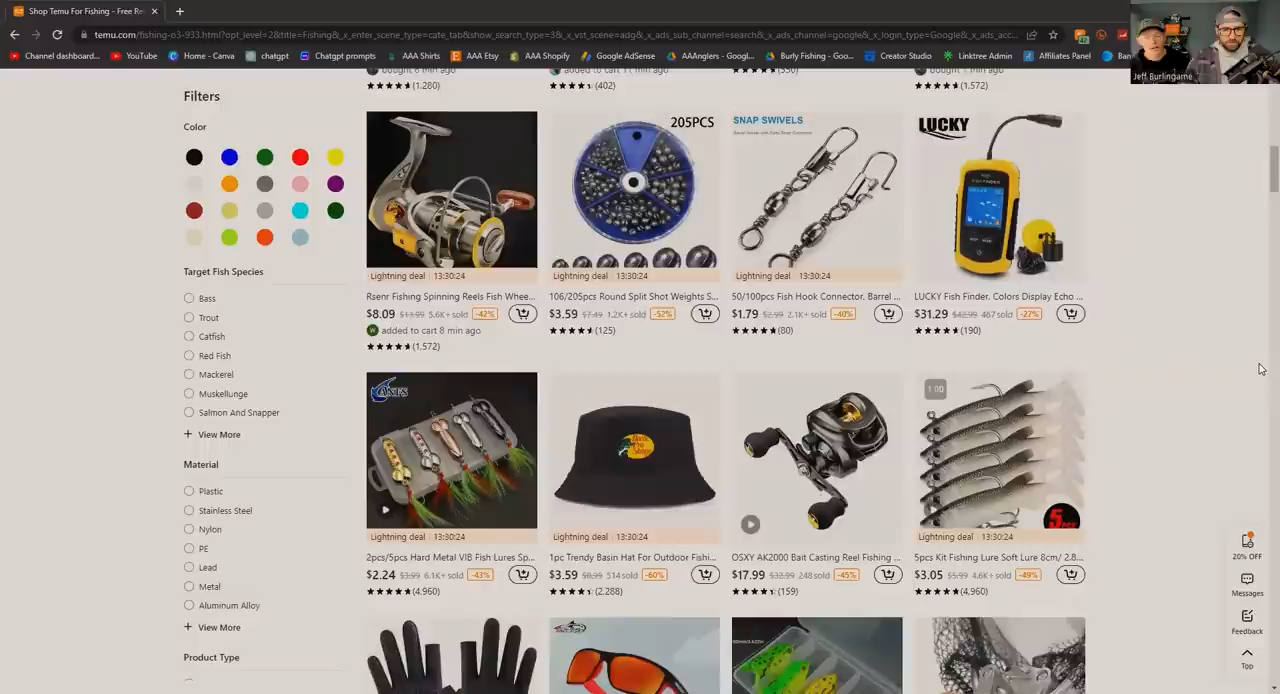 Shop Temu For Fishing - Free Re
temu.com/fishing-o3-933.html?opt_level=2&title=Fishing&_x_enter_scene_type=cate_tab&show_search_type=3&_x_vst_scene=adg&_x_ads_sub_channel=search&_x_ads_channel=google&_x_login_type=Google&_x_ads_acc...
Channel dashboard... YouTube Home - Canva chatgpt Chatgpt prompts AAA Shirts AAA Etsy AAA Shopify Google AdSense AAAnglers - Googl... Burly Fishing - Goo... Creator Studio Linktree Admin Affiliates Panel Ban
Jeff Burlingame
bought 6 min ago added to cart 11 min ago (550) bought 1 min ago
(1,280) (402) (1,572)
Filters
Color
Target Fish Species
Bass
Trout
Catfish
Red Fish
Mackerel
Muskellunge
Salmon And Snapper
+ View More
Material
Plastic
Stainless Steel
Nylon
PE
Lead
Metal
Aluminum Alloy
+ View More
Product Type
205PCS
SNAP SWIVELS
LUCKY
Lightning deal 13:30:24 Lightning deal 13:30:24 Lightning deal 13:30:24 Lightning deal 13:30:24
Rsenr Fishing Spinning Reels Fish Whee... 106/205pcs Round Split Shot Weights S... 50/100pcs Fish Hook Connector, Barrel ... LUCKY Fish Finder, Colors Display Echo ...
$8.09 $13.99 5.6K+ sold -42% $3.59 $7.49 1.2K+ sold -52% $1.79 $2.99 2.1K+ sold -40% $31.29 $42.99 467 sold -27%
W added to cart 8 min ago (125) (80) (190)
(1,572)
AXFS
1:00
Bass Pro Shops
5PCS
Lightning deal 13:30:24 Lightning deal 13:30:24 Lightning deal 13:30:24
2pcs/5pcs Hard Metal VIB Fish Lures Sp... 1pc Trendy Basin Hat For Outdoor Fishi... OSXY AK2000 Bait Casting Reel Fishing ... 5pcs Kit Fishing Lure Soft Lure 8cm/ 2.8...
$2.24 $3.99 6.1K+ sold -43% $3.59 $8.99 514 sold -60% $17.99 $32.99 248 sold -45% $3.05 $5.99 4.6K+ sold -49%
(4,960) (2,288) (159) (4,960)
20% OFF
Messages
Feedback
Top